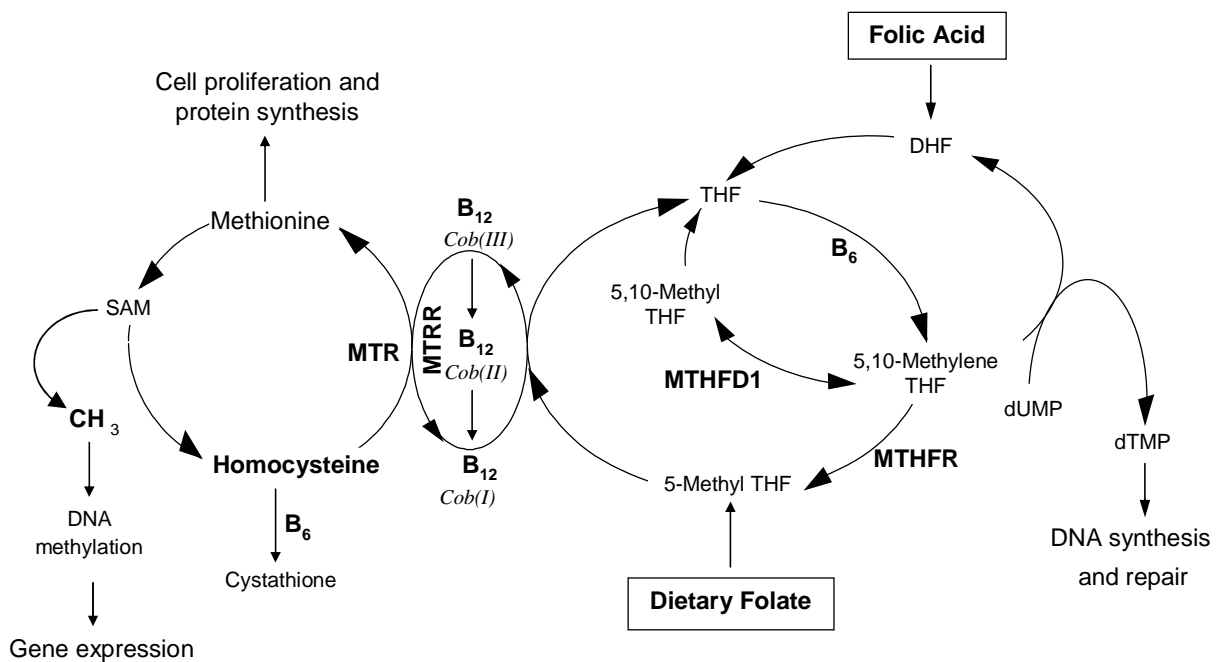 Folic Acid
Cell proliferation and
protein synthesis
DHF
THF
Methionine
B12
Cob(III)
B6
5,10-Methyl
THF
SAM
MTR
MTRR
B12
Cob(II)
MTHFD1
5,10-Methylene
THF
dUMP
CH3
dTMP
Homocysteine
B12
Cob(I)
MTHFR
5-Methyl THF
DNA
methylation
B6
Cystathione
DNA synthesis
and repair
Dietary Folate
Gene expression